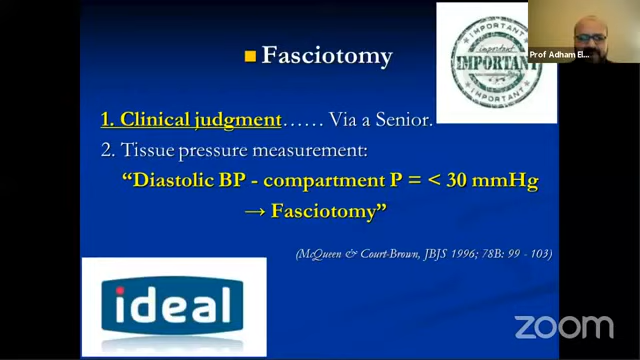 Fasciotomy
important
IMPORTANT
Prof Adham El...
1. Clinical judgment…… Via a Senior.
2. Tissue pressure measurement:
“Diastolic BP - compartment P = < 30 mmHg
→ Fasciotomy”
(McQueen & Court-Brown, JBJS 1996; 78B: 99 - 103)
ideal
zoom